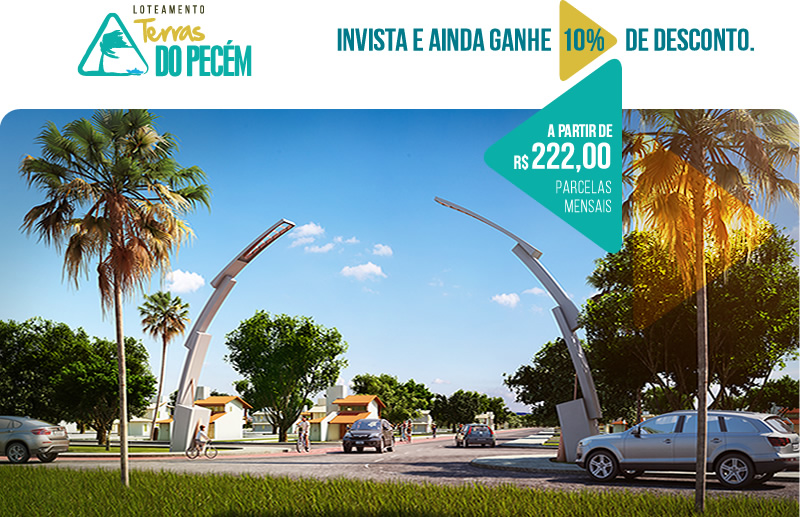 LOTEAMENTO
Terras
DO PECÉM
INVISTA E AINDA GANHE 10% DE DESCONTO.
A PARTIR DE
R$ 222,00
PARCELAS
MENSAIS